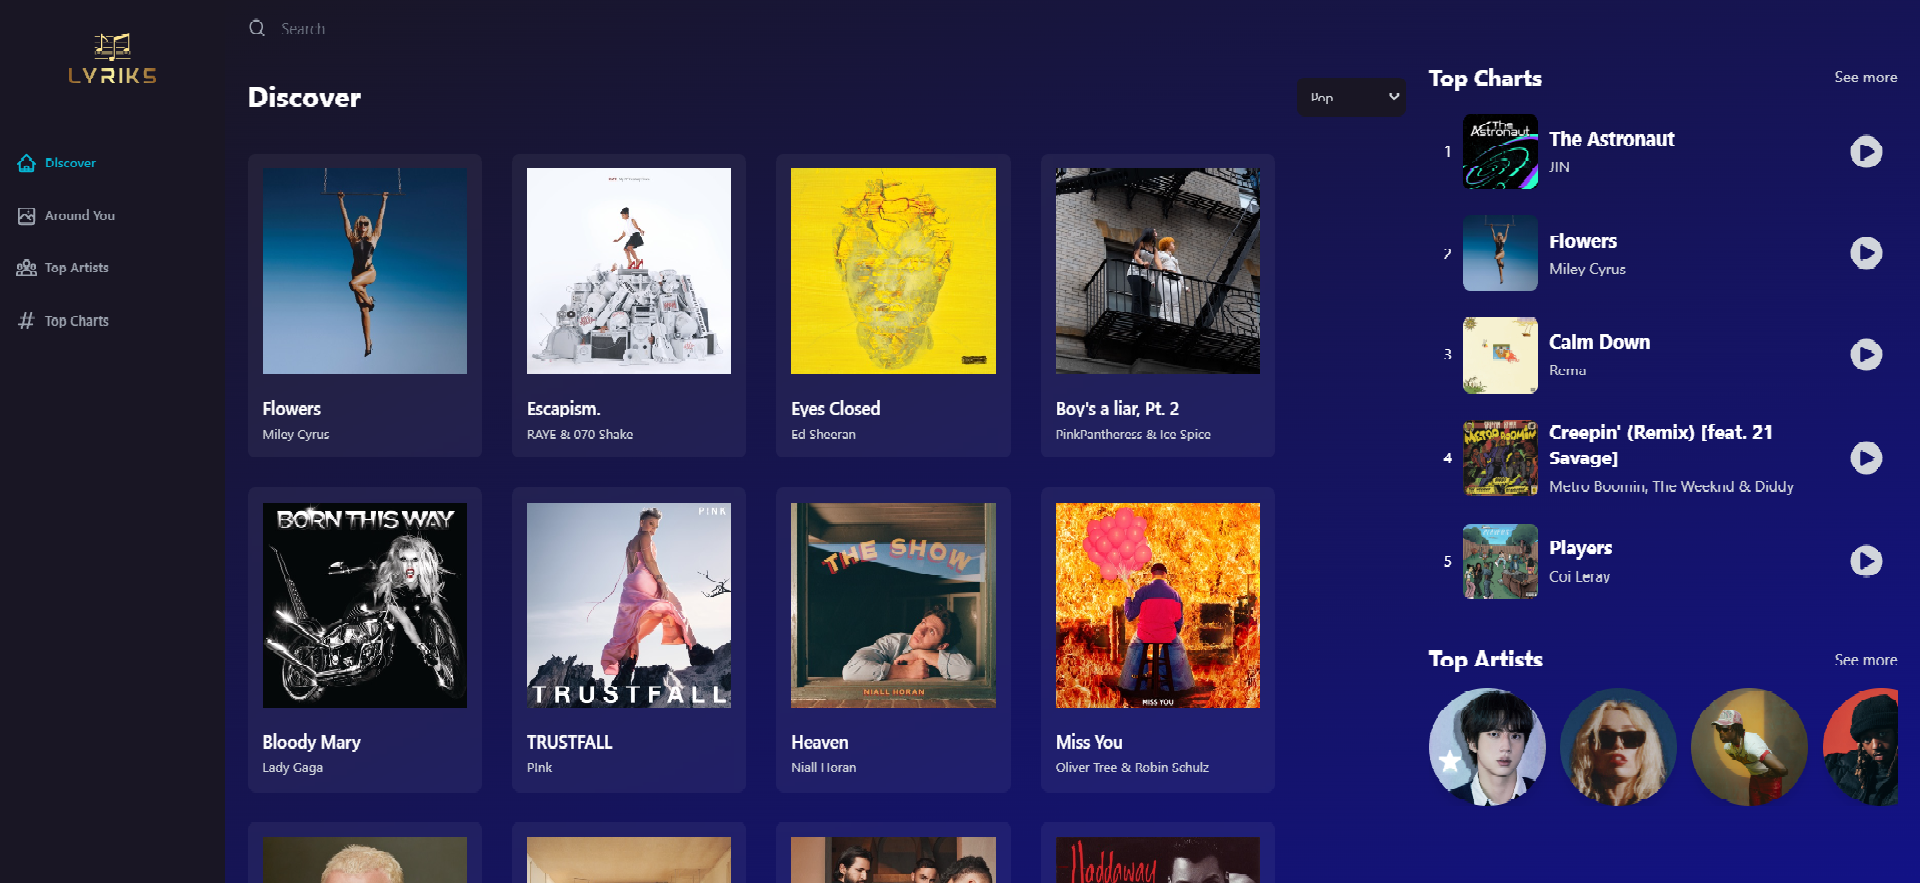 LYRIKS
Discover
Around You
Top Artists
Top Charts
Search
Discover
Pop
Flowers
Miley Cyrus
Escapism.
RAYE & 070 Shake
Eyes Closed
Ed Sheeran
Boy's a liar, Pt. 2
PinkPantheress & Ice Spice
BORN THIS WAY
Bloody Mary
Lady Gaga
P!NK
TRUSTFALL
TRUSTFALL
P!nk
THE SHOW
NIALL HORAN
Heaven
Niall Horan
MISS YOU
Miss You
Oliver Tree & Robin Schulz
Haddaway
Top Charts
See more
1
The Astronaut
The Astronaut
JIN
2
Flowers
Miley Cyrus
3
Calm Down
Rema
4
METRO BOOMIN
Creepin' (Remix) [feat. 21
Savage]
Metro Boomin, The Weeknd & Diddy
5
Players
Coi Leray
Top Artists
See more